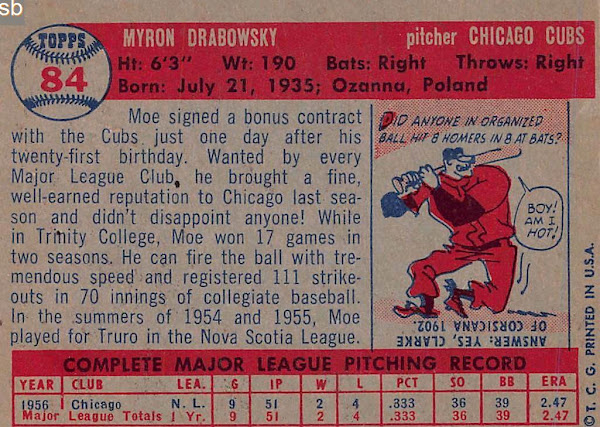 sb
TOPPS
84
MYRON DRABOWSKY pitcher CHICAGO CUBS
Ht: 6'3" Wt: 190 Bats: Right Throws: Right
Born: July 21, 1935; Ozanna, Poland
Moe signed a bonus contract
with the Cubs just one day after his
twenty-first birthday. Wanted by every
Major League Club, he brought a fine,
well-earned reputation to Chicago last sea-
son and didn't disappoint anyone! While
in Trinity College, Moe won 17 games in
two seasons. He can fire the ball with tre-
mendous speed and registered 111 strike-
outs in 70 innings of collegiate baseball.
In the summers of 1954 and 1955, Moe
played for Truro in the Nova Scotia League.
DID ANYONE IN ORGANIZED
BALL HIT 8 HOMERS IN 8 AT BATS?
BOY!
AM I
HOT!
ANSWER: YES, CLARKE
OF CORSICANA 1902.
COMPLETE MAJOR LEAGUE PITCHING RECORD
YEAR CLUB LEA. G IP W L PCT SO BB ERA
1956 Chicago N. L. 9 51 2 4 .333 36 39 2.47
Major League Totals 1 Yr. 9 51 2 4 .333 36 39 2.47
© T. C. G. PRINTED IN U.S.A.